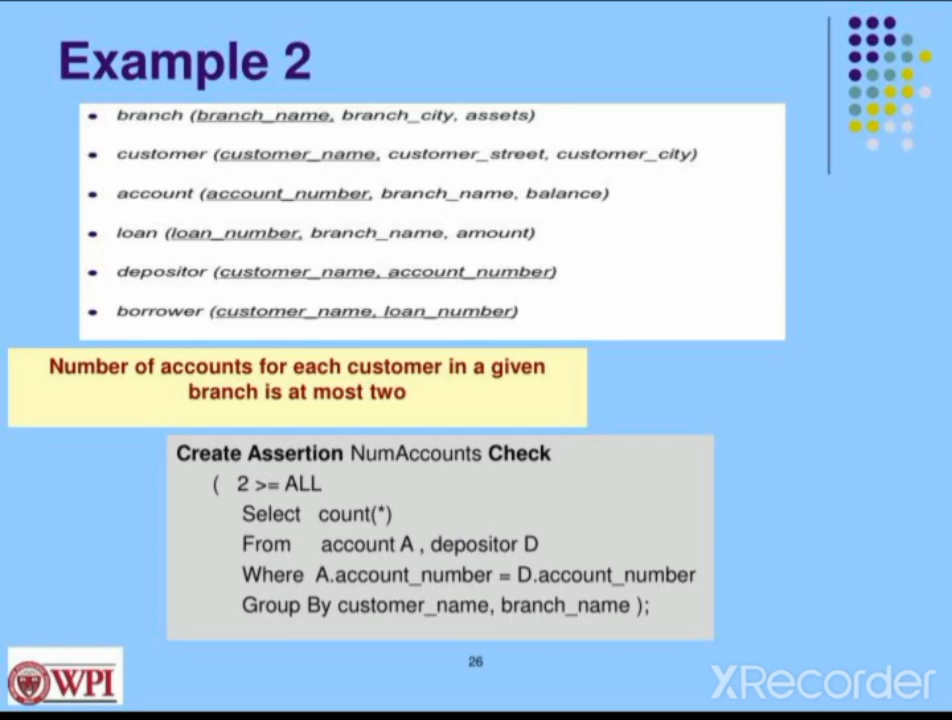 Example 2
• branch (branch_name, branch_city, assets)
• customer (customer_name, customer_street, customer_city)
• account (account_number, branch_name, balance)
• loan (loan_number, branch_name, amount)
• depositor (customer_name, account_number)
• borrower (customer_name, loan_number)
Number of accounts for each customer in a given
branch is at most two
Create Assertion NumAccounts Check
( 2 >= ALL
Select count(*)
From account A , depositor D
Where A.account_number = D.account_number
Group By customer_name, branch_name );
WPI
26
XRecorder